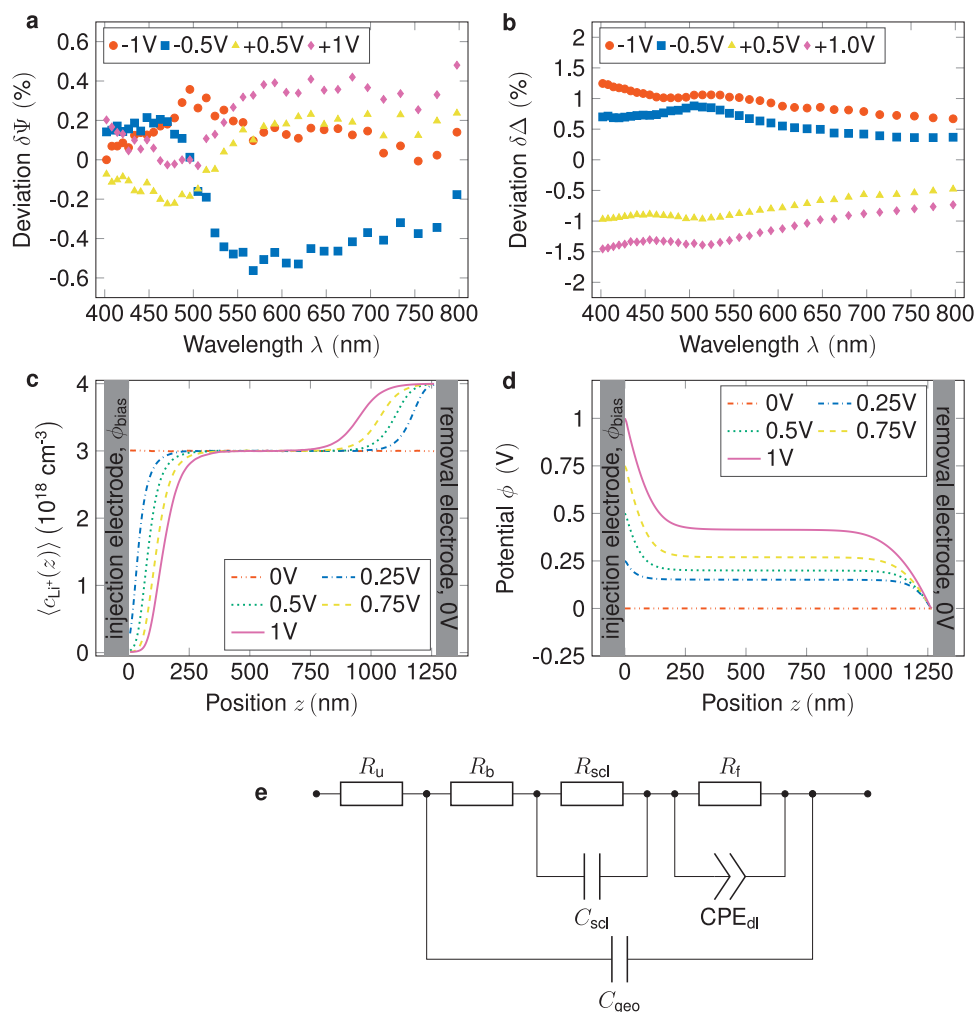 a
-1V -0.5V +0.5V +1V
Deviation δΨ (%)
0.6
0.4
0.2
0
-0.2
-0.4
-0.6
400 450 500 550 600 650 700 750 800
Wavelength λ (nm)
b
-1V -0.5V +0.5V +1.0V
Deviation δΔ (%)
2
1.5
1
0.5
0
-0.5
-1
-1.5
-2
400 450 500 550 600 650 700 750 800
Wavelength λ (nm)
c
⟨c_Li⁺(z)⟩ (10¹⁸ cm⁻³)
4
3
2
1
0
injection electrode, ϕ_bias
removal electrode, 0V
0V 0.25V
0.5V 0.75V
1V
0 250 500 750 1000 1250
Position z (nm)
d
Potential ϕ (V)
1
0.75
0.5
0.25
0
-0.25
injection electrode, ϕ_bias
removal electrode, 0V
0V 0.25V
0.5V 0.75V
1V
0 250 500 750 1000 1250
Position z (nm)
e
R_u R_b R_scl R_f
C_scl CPE_dl
C_geo